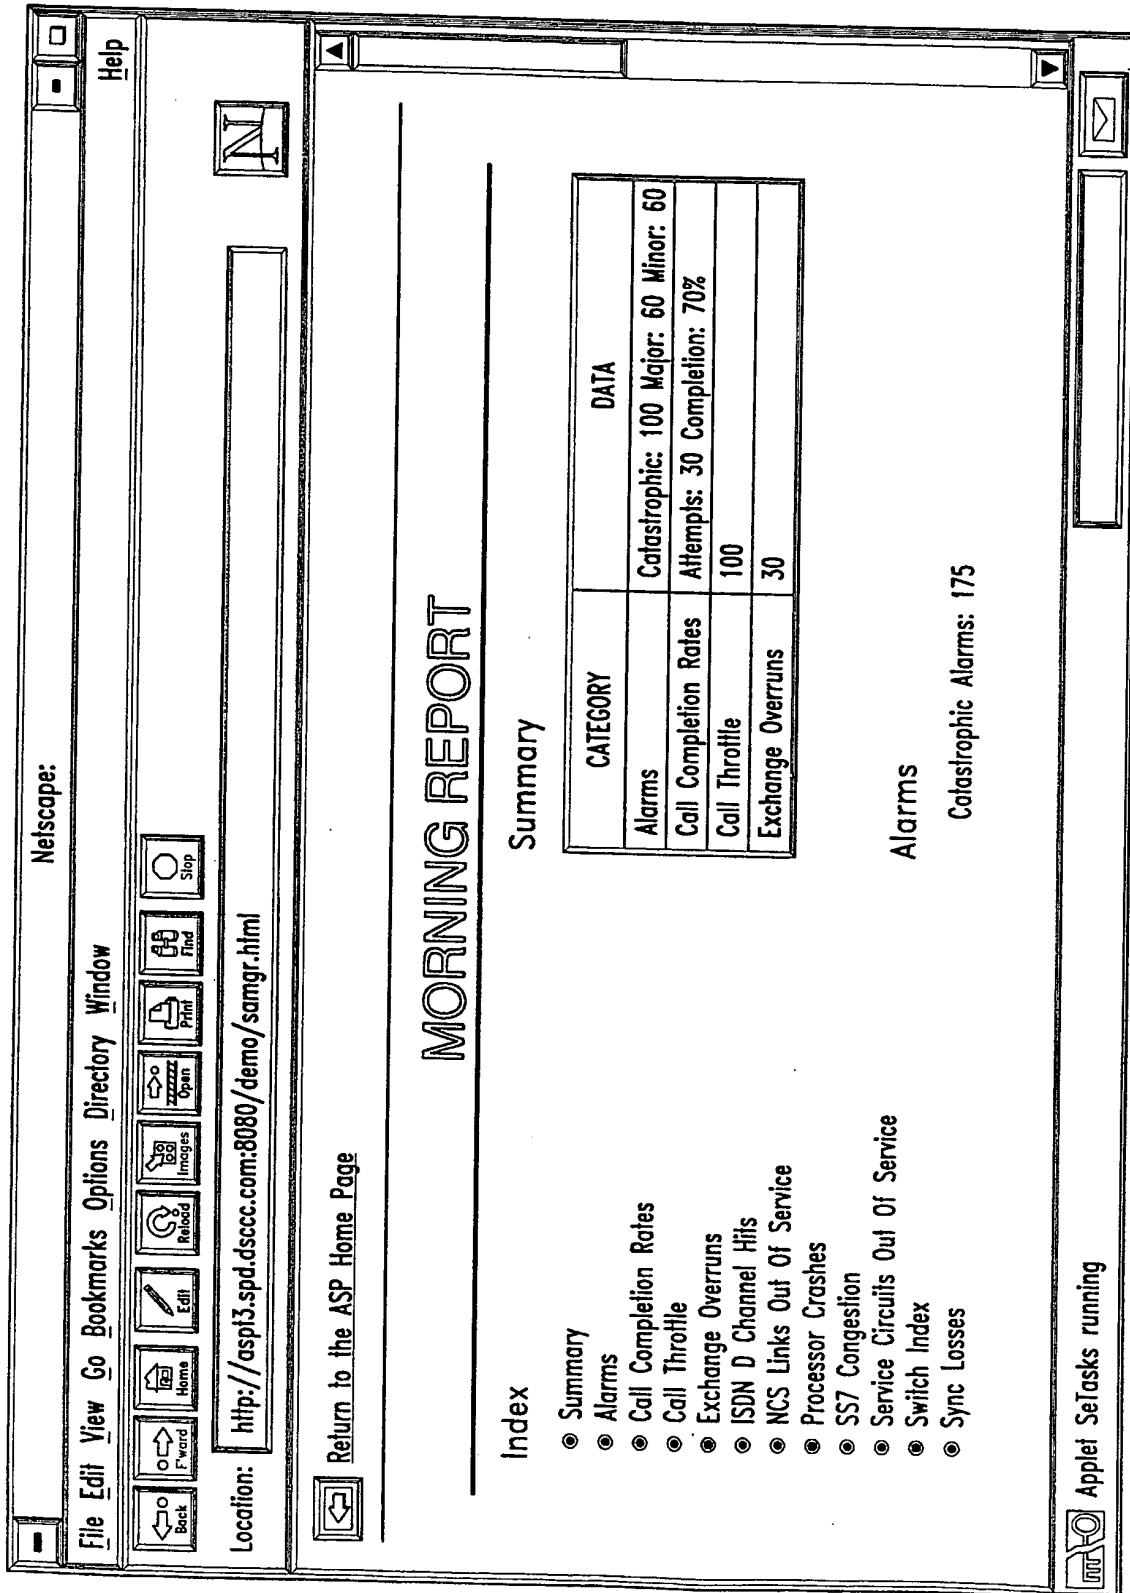 Netscape:
File Edit View Go Bookmarks Options Directory Window Help
Back F'ward Home Edit Reload Images Open Print Find Stop
Location: http://aspt3.spd.dsccc.com:8080/demo/samgr.html
N
Return to the ASP Home Page
MORNING REPORT
Index
Summary
Alarms
Call Completion Rates
Call Throttle
Exchange Overruns
ISDN D Channel Hits
NCS Links Out Of Service
Processor Crashes
SS7 Congestion
Service Circuits Out Of Service
Switch Index
Sync Losses
Summary
CATEGORY DATA
Alarms Catastrophic: 100 Major: 60 Minor: 60
Call Completion Rates Attempts: 30 Completion: 70%
Call Throttle 100
Exchange Overruns 30
Alarms
Catastrophic Alarms: 175
Applet SeTasks running